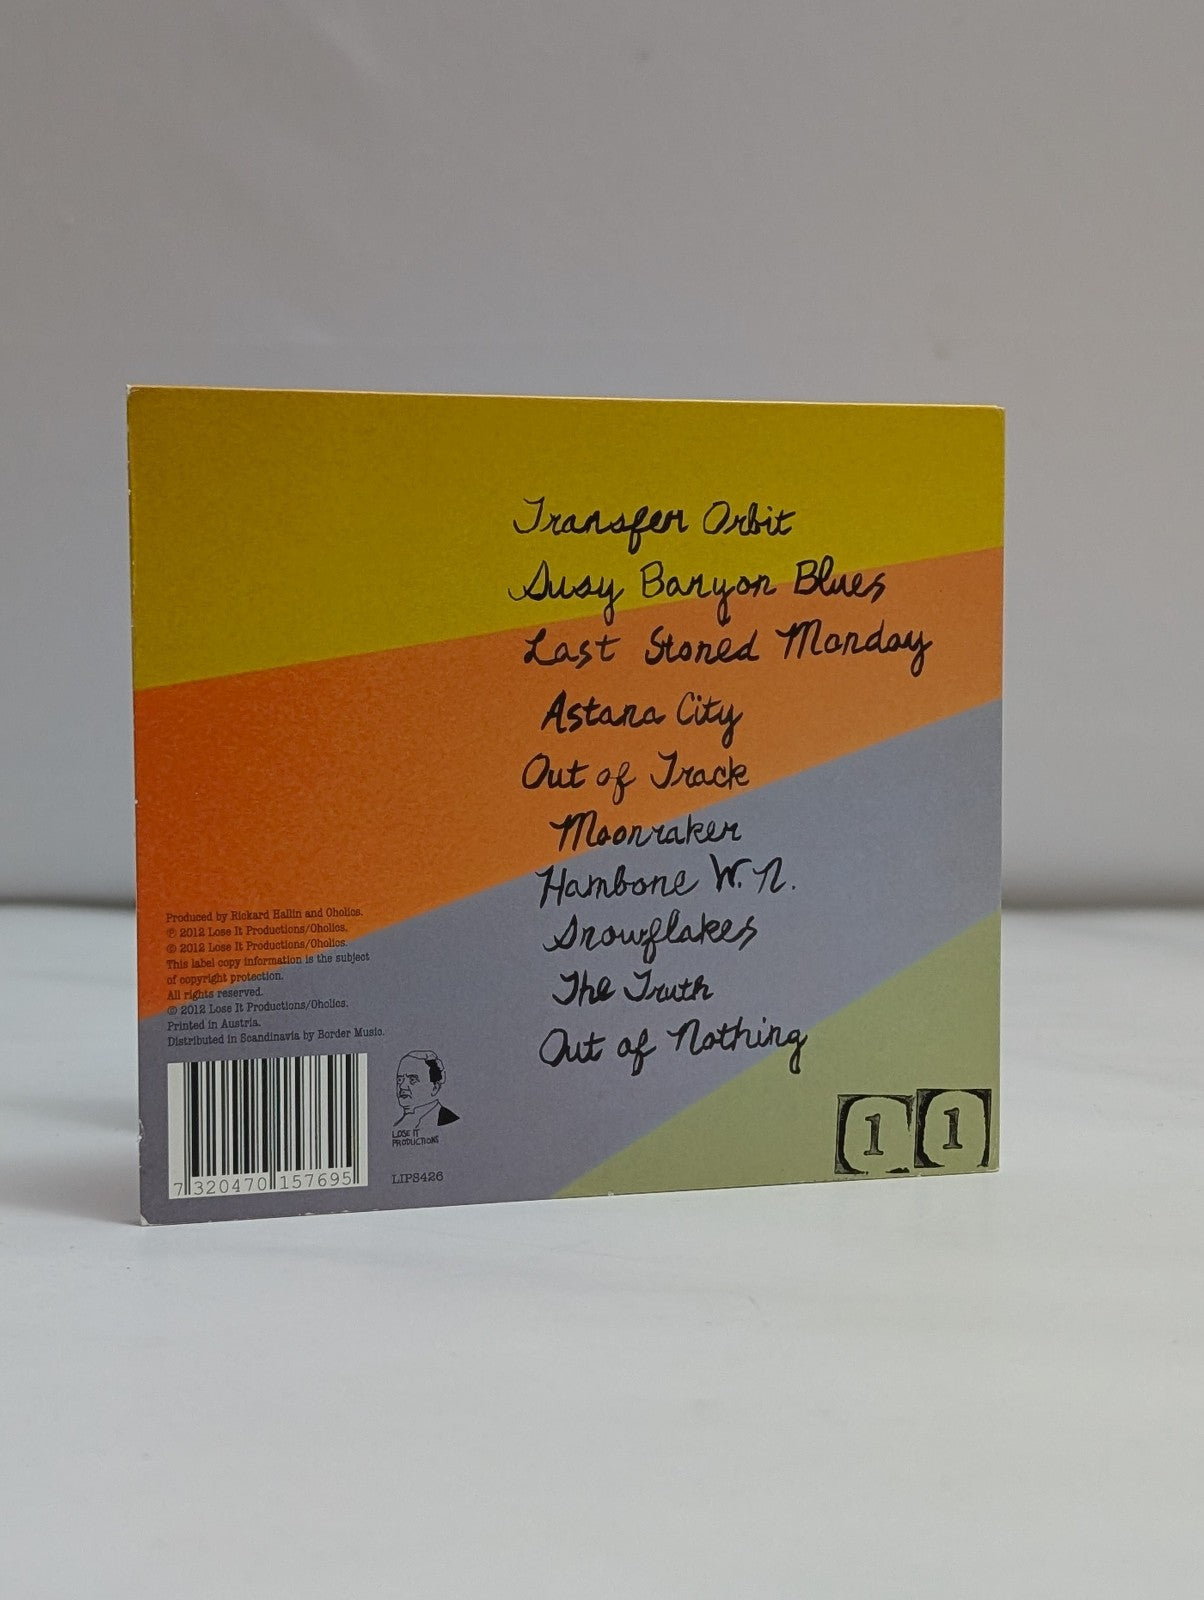 Transfer Orbit
Susy Banyon Blues
Last Stoned Monday
Astana City
Out of Track
Moonraker
Hambone W.N.
Snowflakes
The Truth
Out of Nothing
Produced by Rickard Hallin and Oholics.
℗ 2012 Lose It Productions/Oholics.
© 2012 Lose It Productions/Oholics.
This label copy information is the subject
of copyright protection.
All rights reserved.
© 2012 Lose It Productions/Oholics.
Printed in Austria.
Distributed in Scandinavia by Border Music.
7 320470 157695
LOSE IT
PRODUCTIONS
LIPS426
1 1